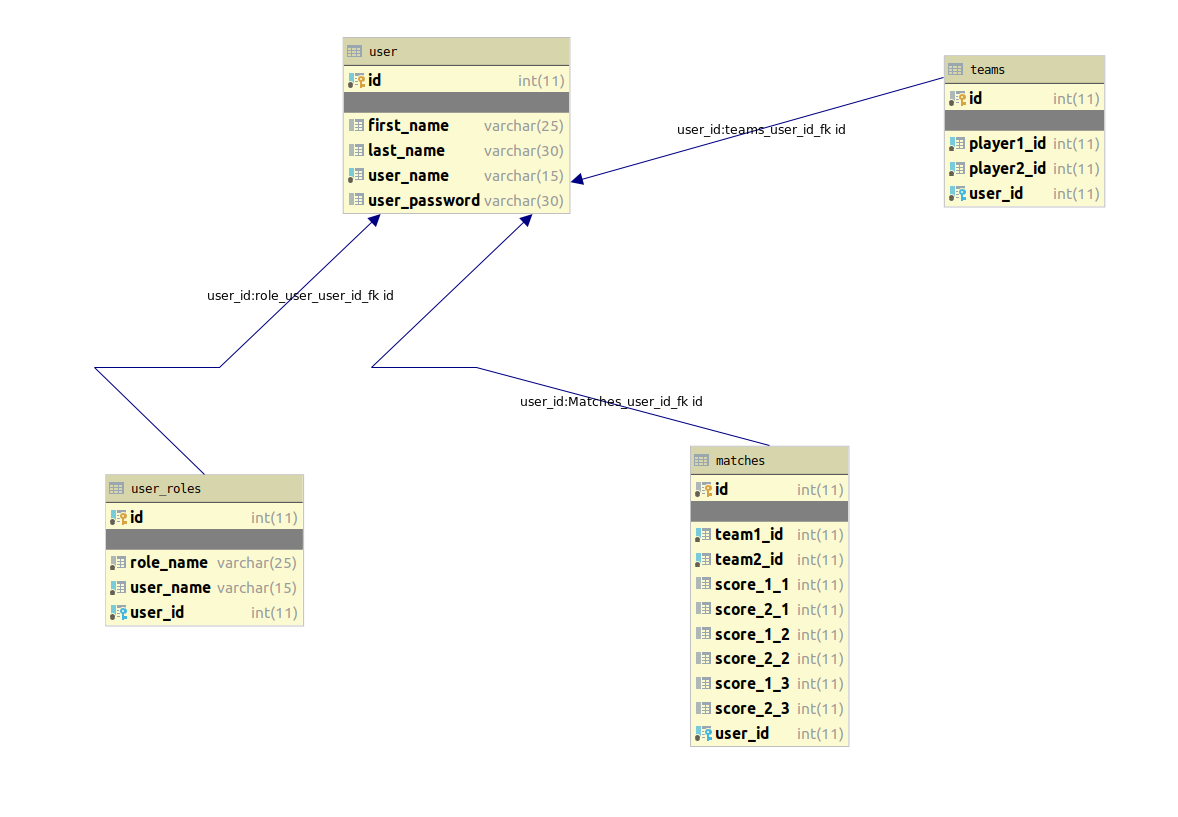 user
id int(11)
first_name varchar(25)
last_name varchar(30)
user_name varchar(15)
user_password varchar(30)
teams
id int(11)
player1_id int(11)
player2_id int(11)
user_id int(11)
user_id:teams_user_id_fk id
user_id:role_user_user_id_fk id
user_id:Matches_user_id_fk id
user_roles
id int(11)
role_name varchar(25)
user_name varchar(15)
user_id int(11)
matches
id int(11)
team1_id int(11)
team2_id int(11)
score_1_1 int(11)
score_2_1 int(11)
score_1_2 int(11)
score_2_2 int(11)
score_1_3 int(11)
score_2_3 int(11)
user_id int(11)